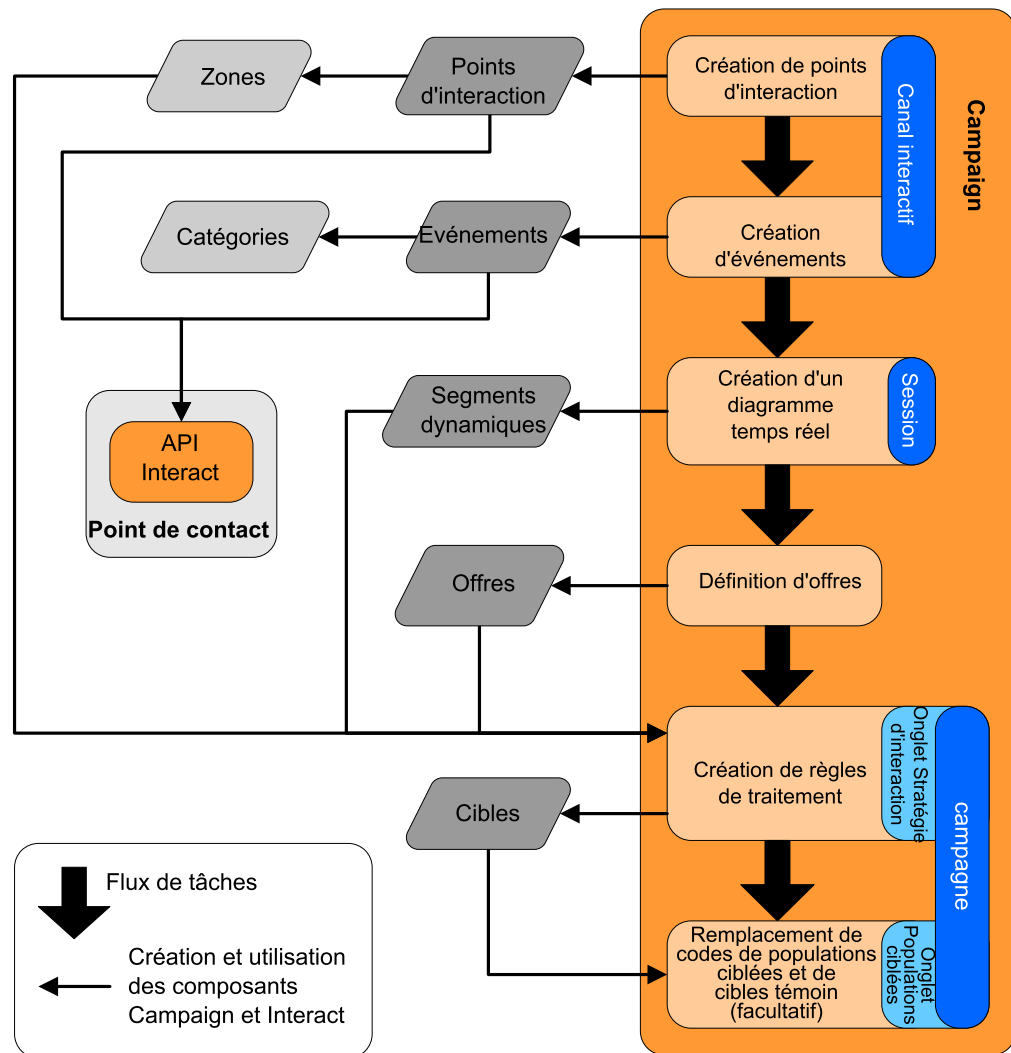 Zones
Points
d'interaction
Création de points
d'interaction
Canal interactif
Campaign
Catégories
Evénements
Création
d'événements
Segments
dynamiques
Création d'un
diagramme
temps réel
Session
API
Interact
Point de contact
Offres
Définition d'offres
Cibles
Création de règles
de traitement
Onglet Stratégie
d'interaction
campagne
Remplacement de
codes de populations
ciblées et de
cibles témoin
(facultatif)
Onglet
Populations
ciblées
Flux de tâches
Création et utilisation
des composants
Campaign et Interact